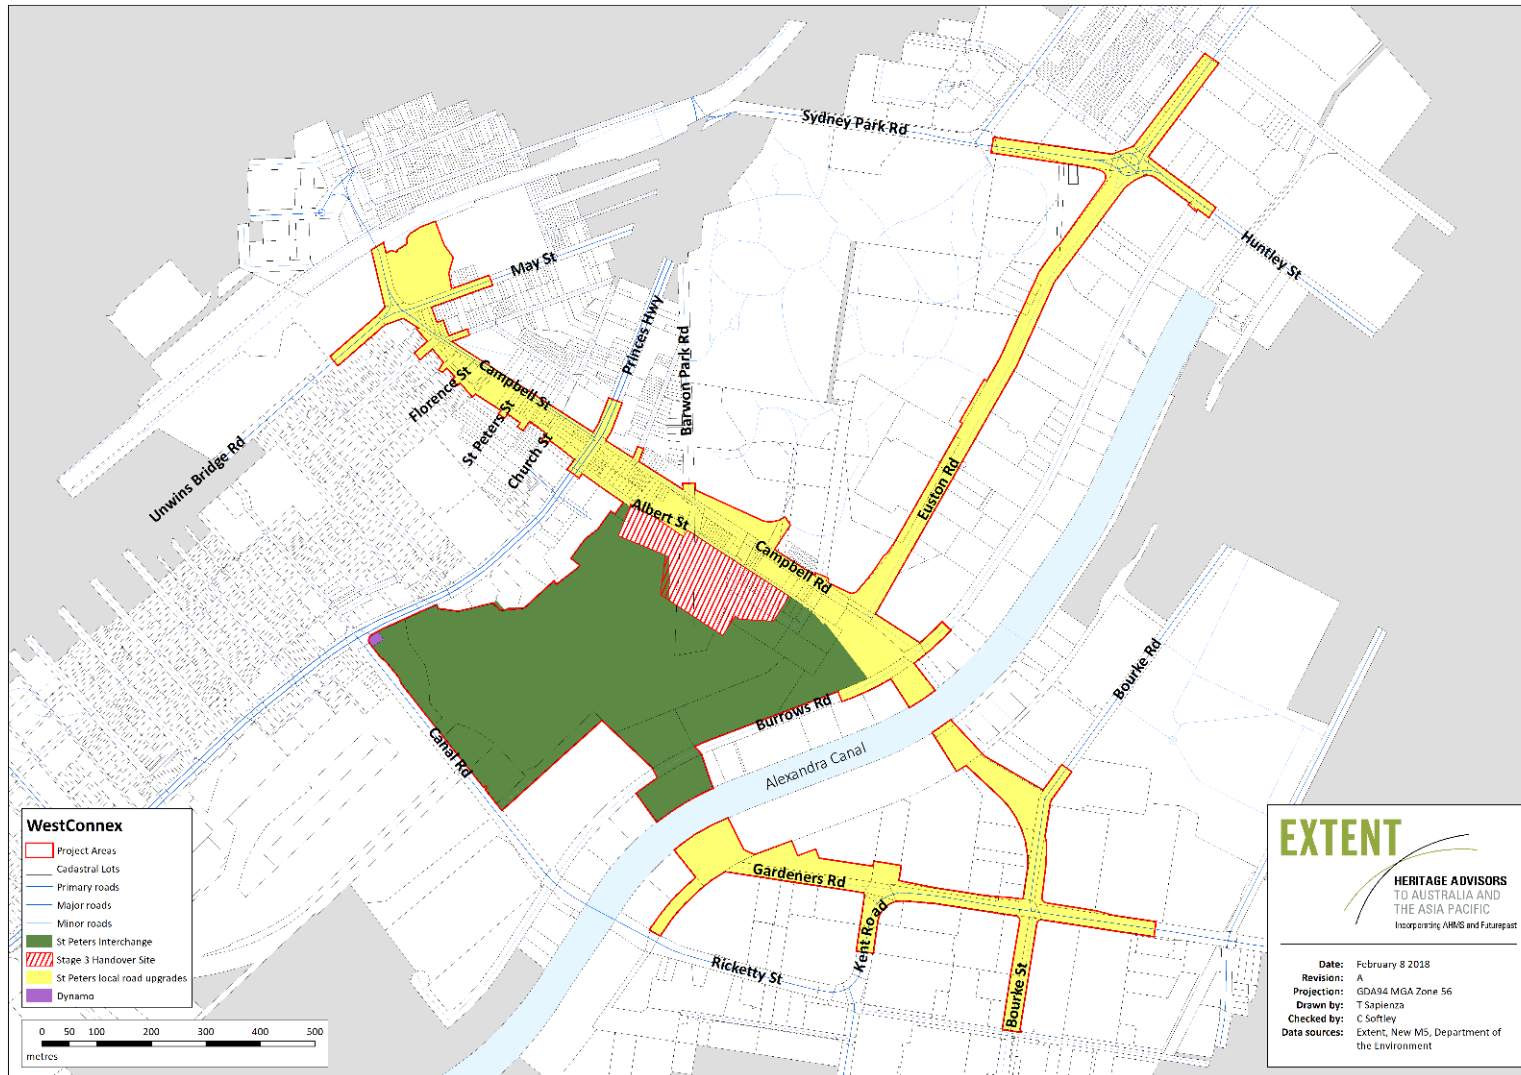 Sydney Park Rd
Huntley St
May St
Princes Hwy
Barwon Park Rd
Campbell St
Florence St
St Peters St
Church St
Unwins Bridge Rd
Euston Rd
Albert St
Campbell Rd
Bourke Rd
Burrows Rd
Canal Rd
Alexandra Canal
Gardeners Rd
Kent Road
Ricketty St
Bourke St
WestConnex
Project Areas
Cadastral Lots
Primary roads
Major roads
Minor roads
St Peters Interchange
Stage 3 Handover Site
St Peters local road upgrades
Dynamo
0 50 100 200 300 400 500
metres
EXTENT
HERITAGE ADVISORS
TO AUSTRALIA AND
THE ASIA PACIFIC
Incorporating AHMS and Futurepast
Date: February 8 2018
Revision: A
Projection: GDA94 MGA Zone 56
Drawn by: T Sapienza
Checked by: C Softley
Data sources: Extent, New M5, Department of
the Environment